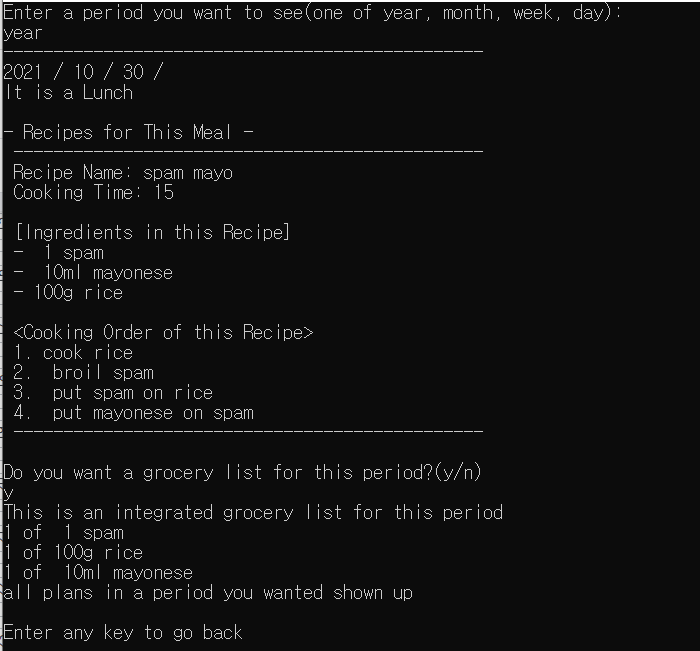 Enter a period you want to see(one of year, month, week, day):
year
------------------------------------------------
2021 / 10 / 30 /
It is a Lunch

- Recipes for This Meal -
------------------------------------------------
Recipe Name: spam mayo
Cooking Time: 15

[Ingredients in this Recipe]
-  1 spam
-  10ml mayonese
- 100g rice

<Cooking Order of this Recipe>
1. cook rice
2.  broil spam
3.  put spam on rice
4.  put mayonese on spam
------------------------------------------------

Do you want a grocery list for this period?(y/n)
y
This is an integrated grocery list for this period
1 of  1 spam
1 of 100g rice
1 of  10ml mayonese
all plans in a period you wanted shown up

Enter any key to go back